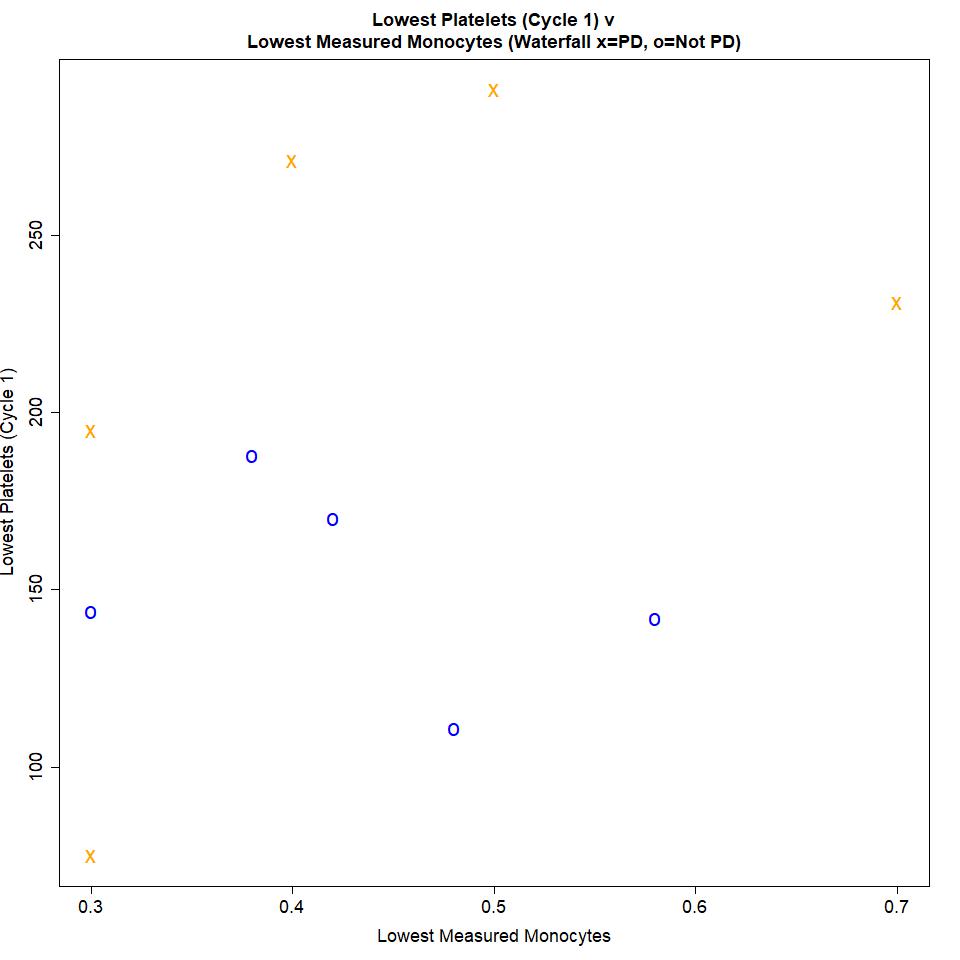 Lowest Platelets (Cycle 1) v
Lowest Measured Monocytes (Waterfall x=PD, o=Not PD)
Lowest Platelets (Cycle 1)
250
200
150
100
x
x
x
x
o
o
o
o
o
x
0.3
0.4
0.5
0.6
0.7
Lowest Measured Monocytes